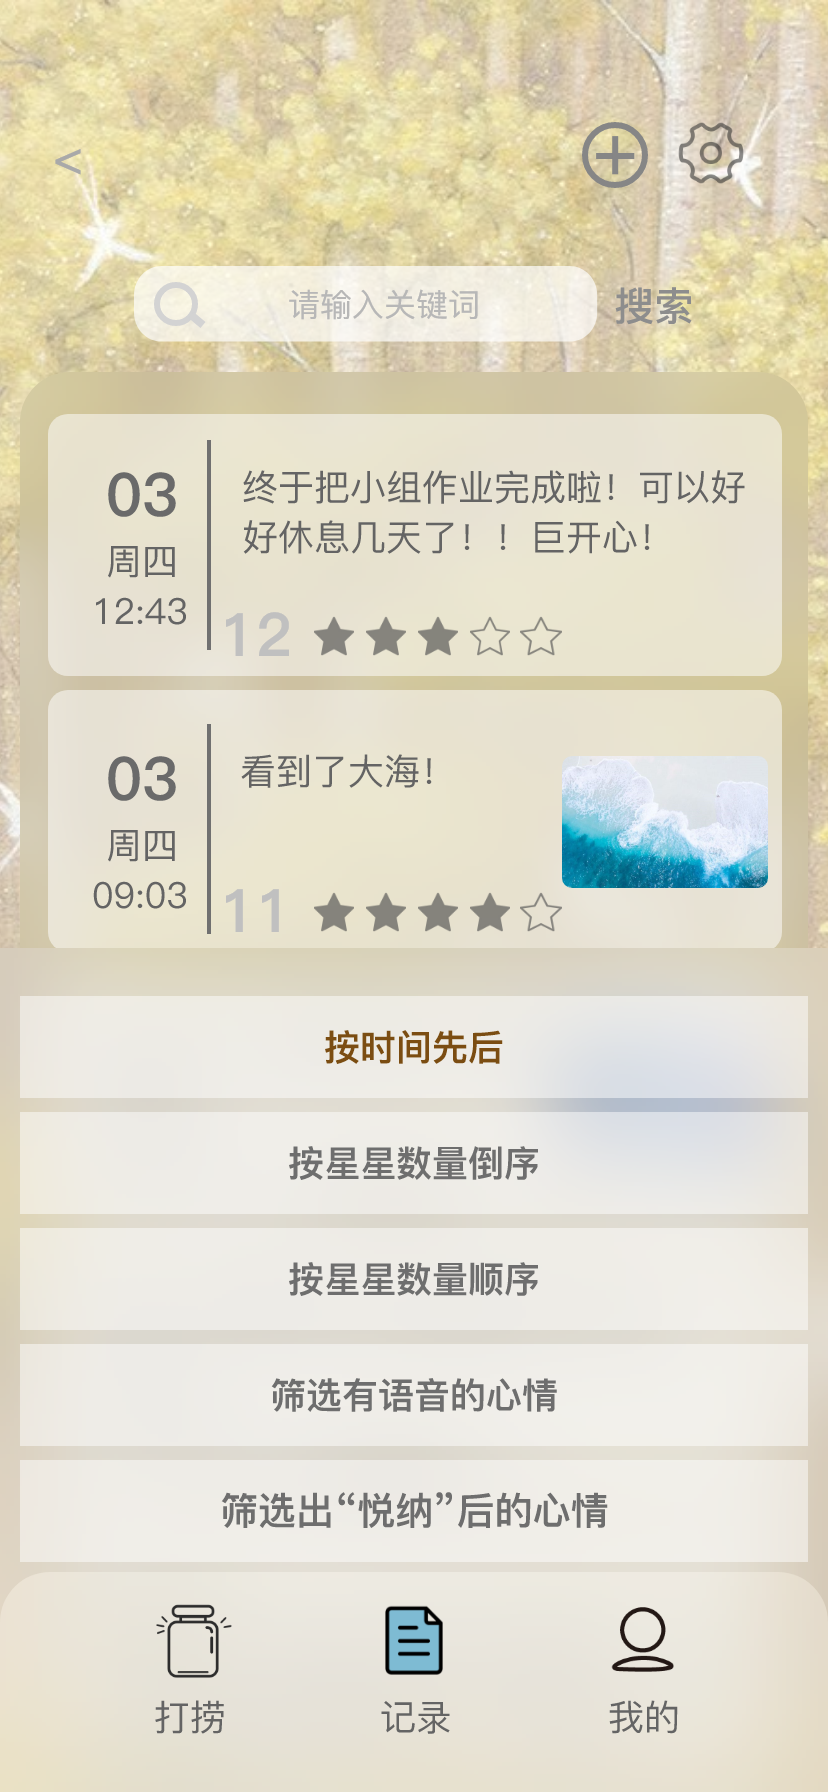 <
请输入关键词
搜索
03
周四
12:43
终于把小组作业完成啦！可以好
好休息几天了！！巨开心！
12
03
周四
09:03
看到了大海！
11
按时间先后
按星星数量倒序
按星星数量顺序
筛选有语音的心情
筛选出“悦纳”后的心情
打捞
记录
我的